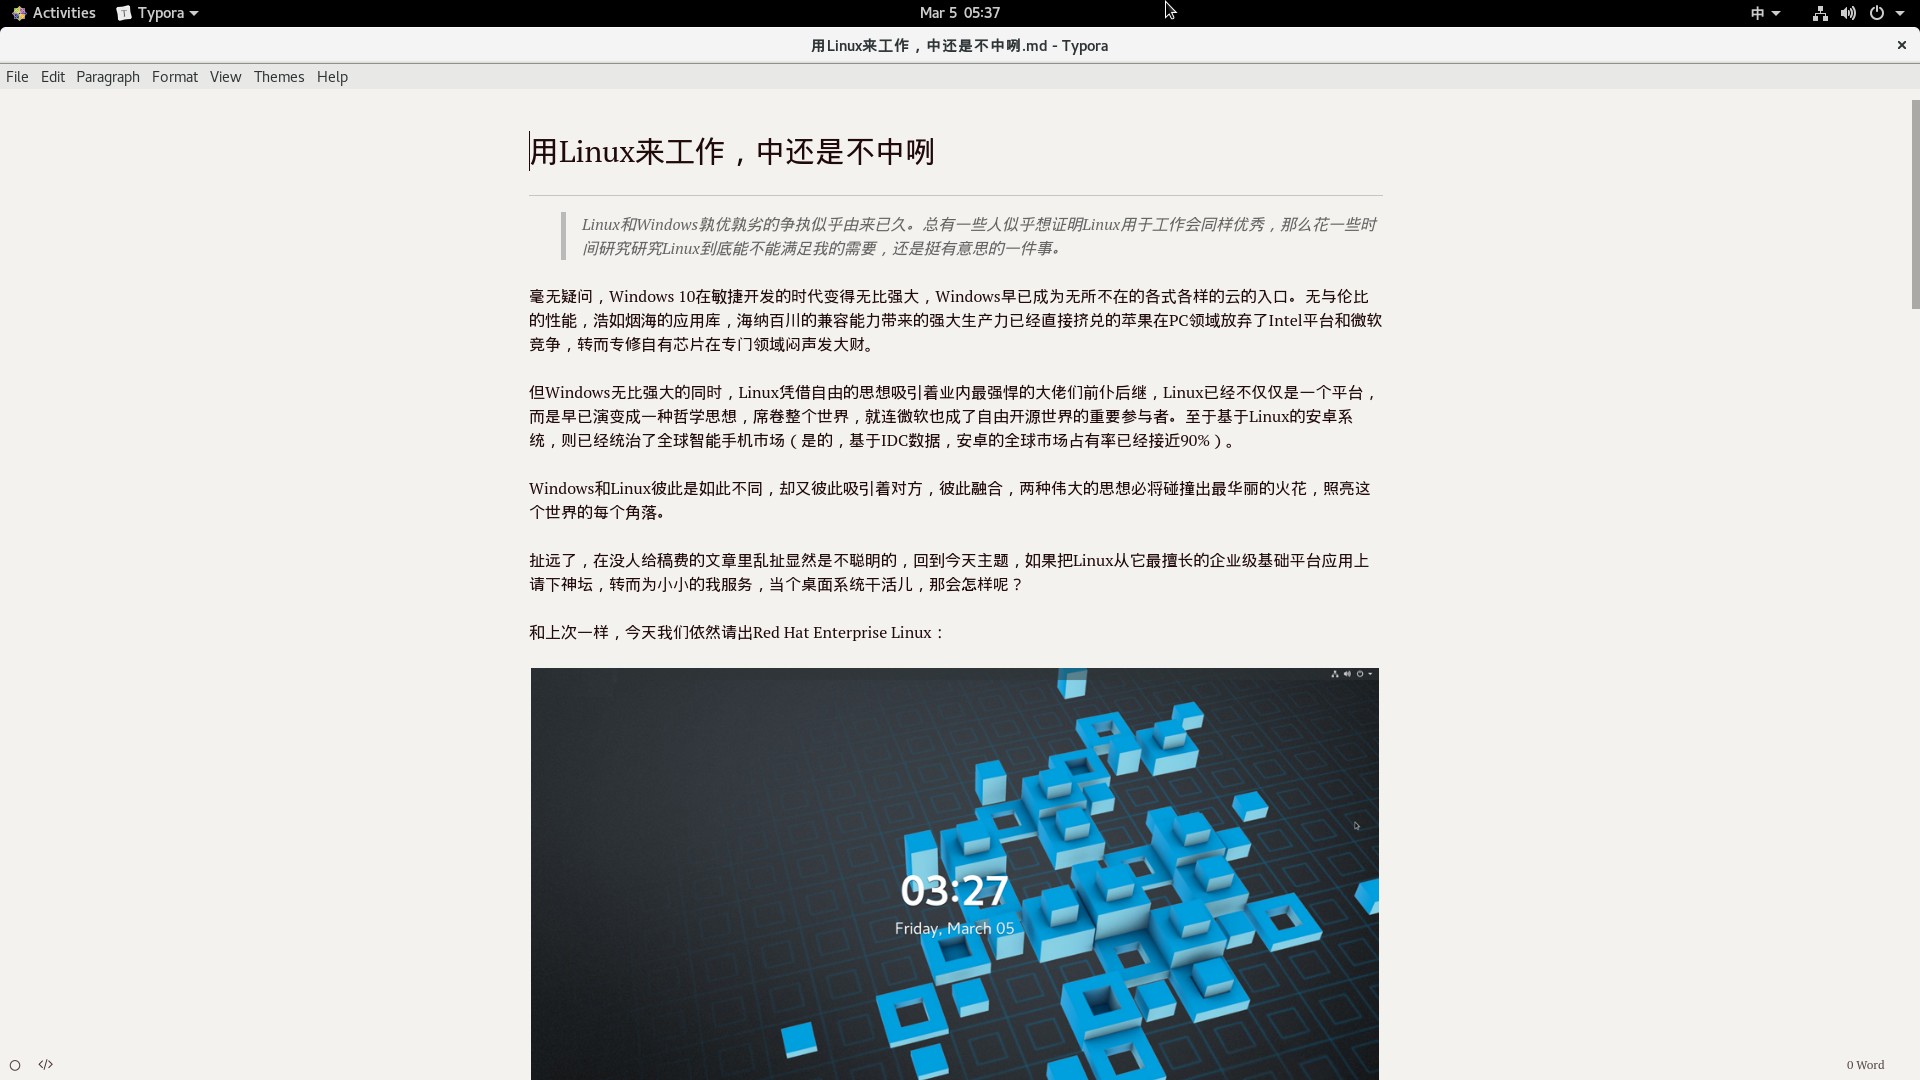 Activities Typora Mar 5 05:37 中
用Linux来工作，中还是不中咧.md - Typora ×
File Edit Paragraph Format View Themes Help
用Linux来工作，中还是不中咧
Linux和Windows孰优孰劣的争执似乎由来已久。总有一些人似乎想证明Linux用于工作会同样优秀，那么花一些时
间研究研究Linux到底能不能满足我的需要，还是挺有意思的一件事。
毫无疑问，Windows 10在敏捷开发的时代变得无比强大，Windows早已成为无所不在的各式各样的云的入口。无与伦比
的性能，浩如烟海的应用库，海纳百川的兼容能力带来的强大生产力已经直接挤兑的苹果在PC领域放弃了Intel平台和微软
竞争，转而专修自有芯片在专门领域闷声发大财。
但Windows无比强大的同时，Linux凭借自由的思想吸引着业内最强悍的大佬们前仆后继，Linux已经不仅仅是一个平台，
而是早已演变成一种哲学思想，席卷整个世界，就连微软也成了自由开源世界的重要参与者。至于基于Linux的安卓系
统，则已经统治了全球智能手机市场（是的，基于IDC数据，安卓的全球市场占有率已经接近90%）。
Windows和Linux彼此是如此不同，却又彼此吸引着对方，彼此融合，两种伟大的思想必将碰撞出最华丽的火花，照亮这
个世界的每个角落。
扯远了，在没人给稿费的文章里乱扯显然是不聪明的，回到今天主题，如果把Linux从它最擅长的企业级基础平台应用上
请下神坛，转而为小小的我服务，当个桌面系统干活儿，那会怎样呢？
和上次一样，今天我们依然请出Red Hat Enterprise Linux：
03:27
Friday, March 05
</> 0 Word